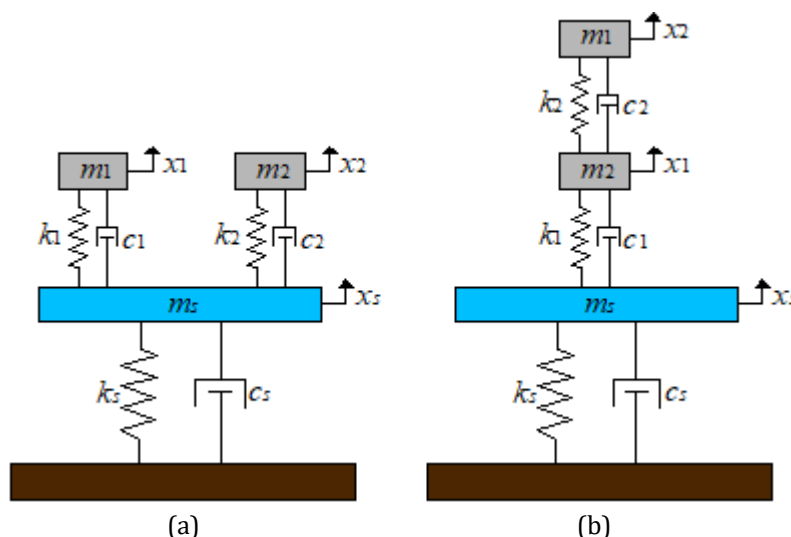 m1 x2
k2 c2
m1 x1 m2 x2 m2 x1
k1 c1 k2 c2 k1 c1
ms xs ms xs
ks cs ks cs
(a) (b)